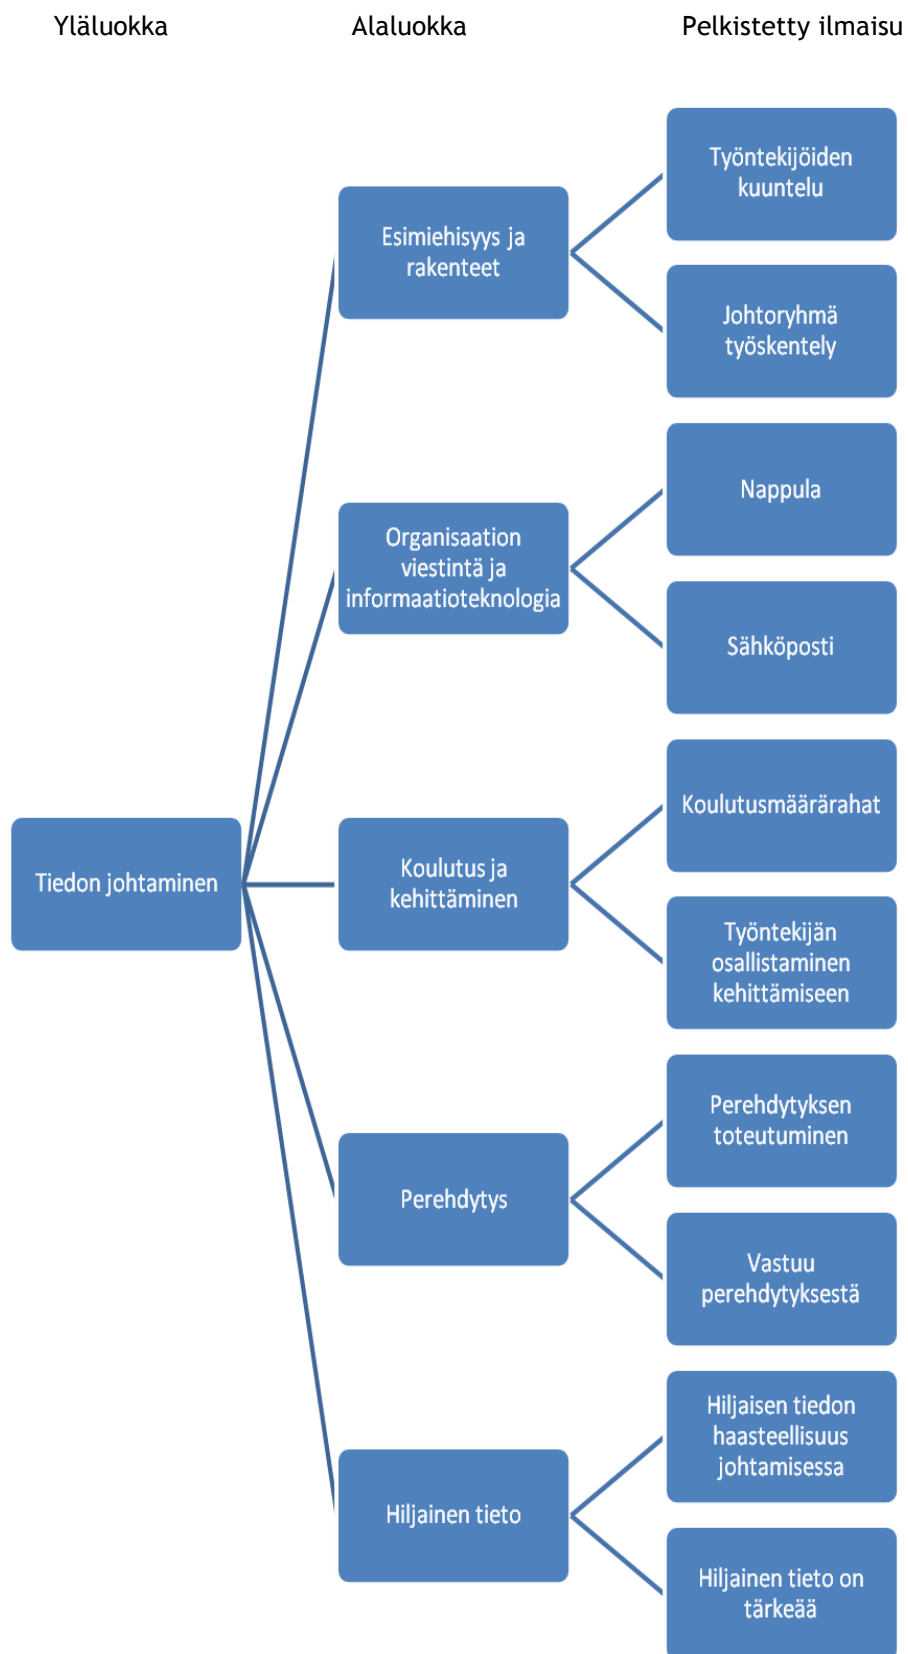 Yläluokka Alaluokka Pelkistetty ilmaisu
Työntekijöiden
kuuntelu
Esimiehisyys ja
rakenteet
Johtoryhmä
työskentely
Nappula
Organisaation
viestintä ja
informaatioteknologia
Sähköposti
Koulutusmäärärahat
Tiedon johtaminen
Koulutus ja
kehittäminen
Työntekijän
osallistaminen
kehittämiseen
Perehdytyksen
toteutuminen
Perehdytys
Vastuu
perehdytyksestä
Hiljaisen tiedon
haasteellisuus
johtamisessa
Hiljainen tieto
Hiljainen tieto on
tärkeää